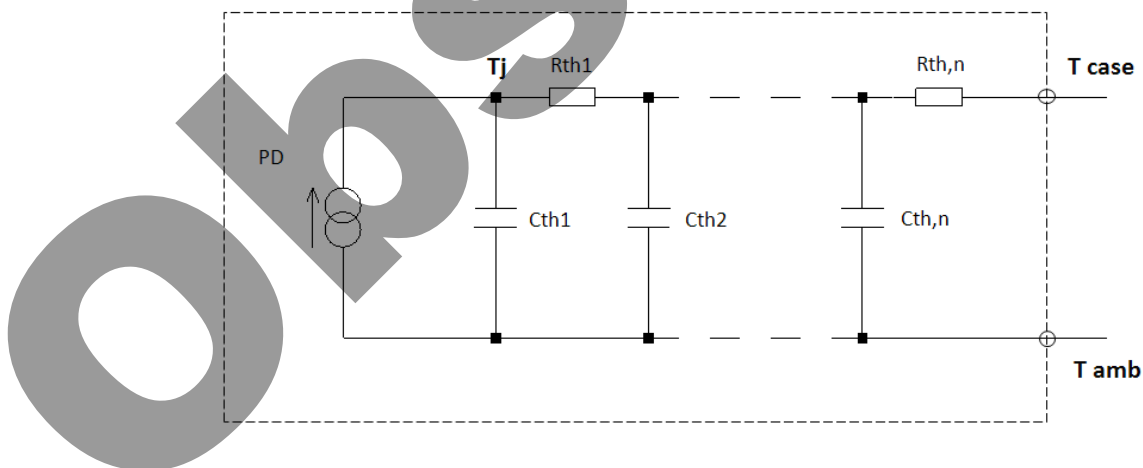 Obs
Tj
Rth1
Rth,n
T case
PD
Cth1
Cth2
Cth,n
T amb